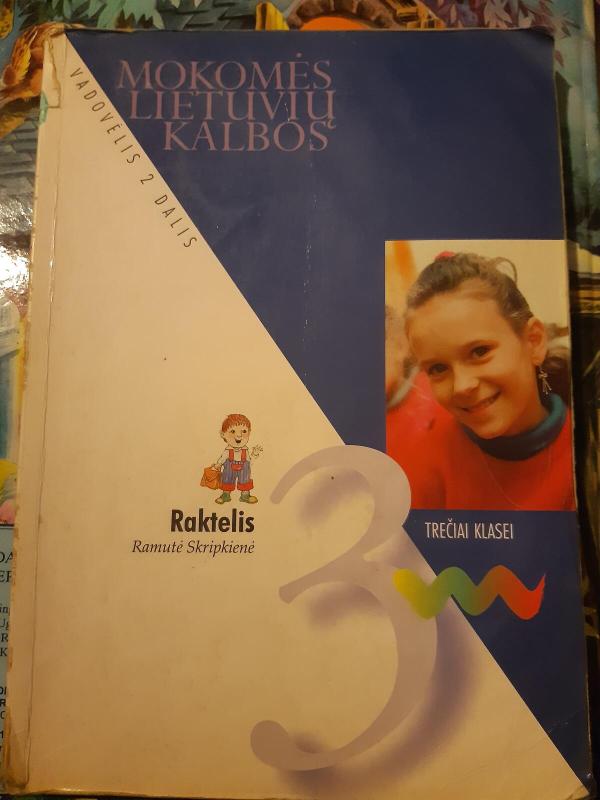 MOKOMĖS
LIETUVIŲ
KALBOS
VADOVĖLIS 2 DALIS
Raktelis
Ramutė Skripkienė
3
TREČIAI KLASEI